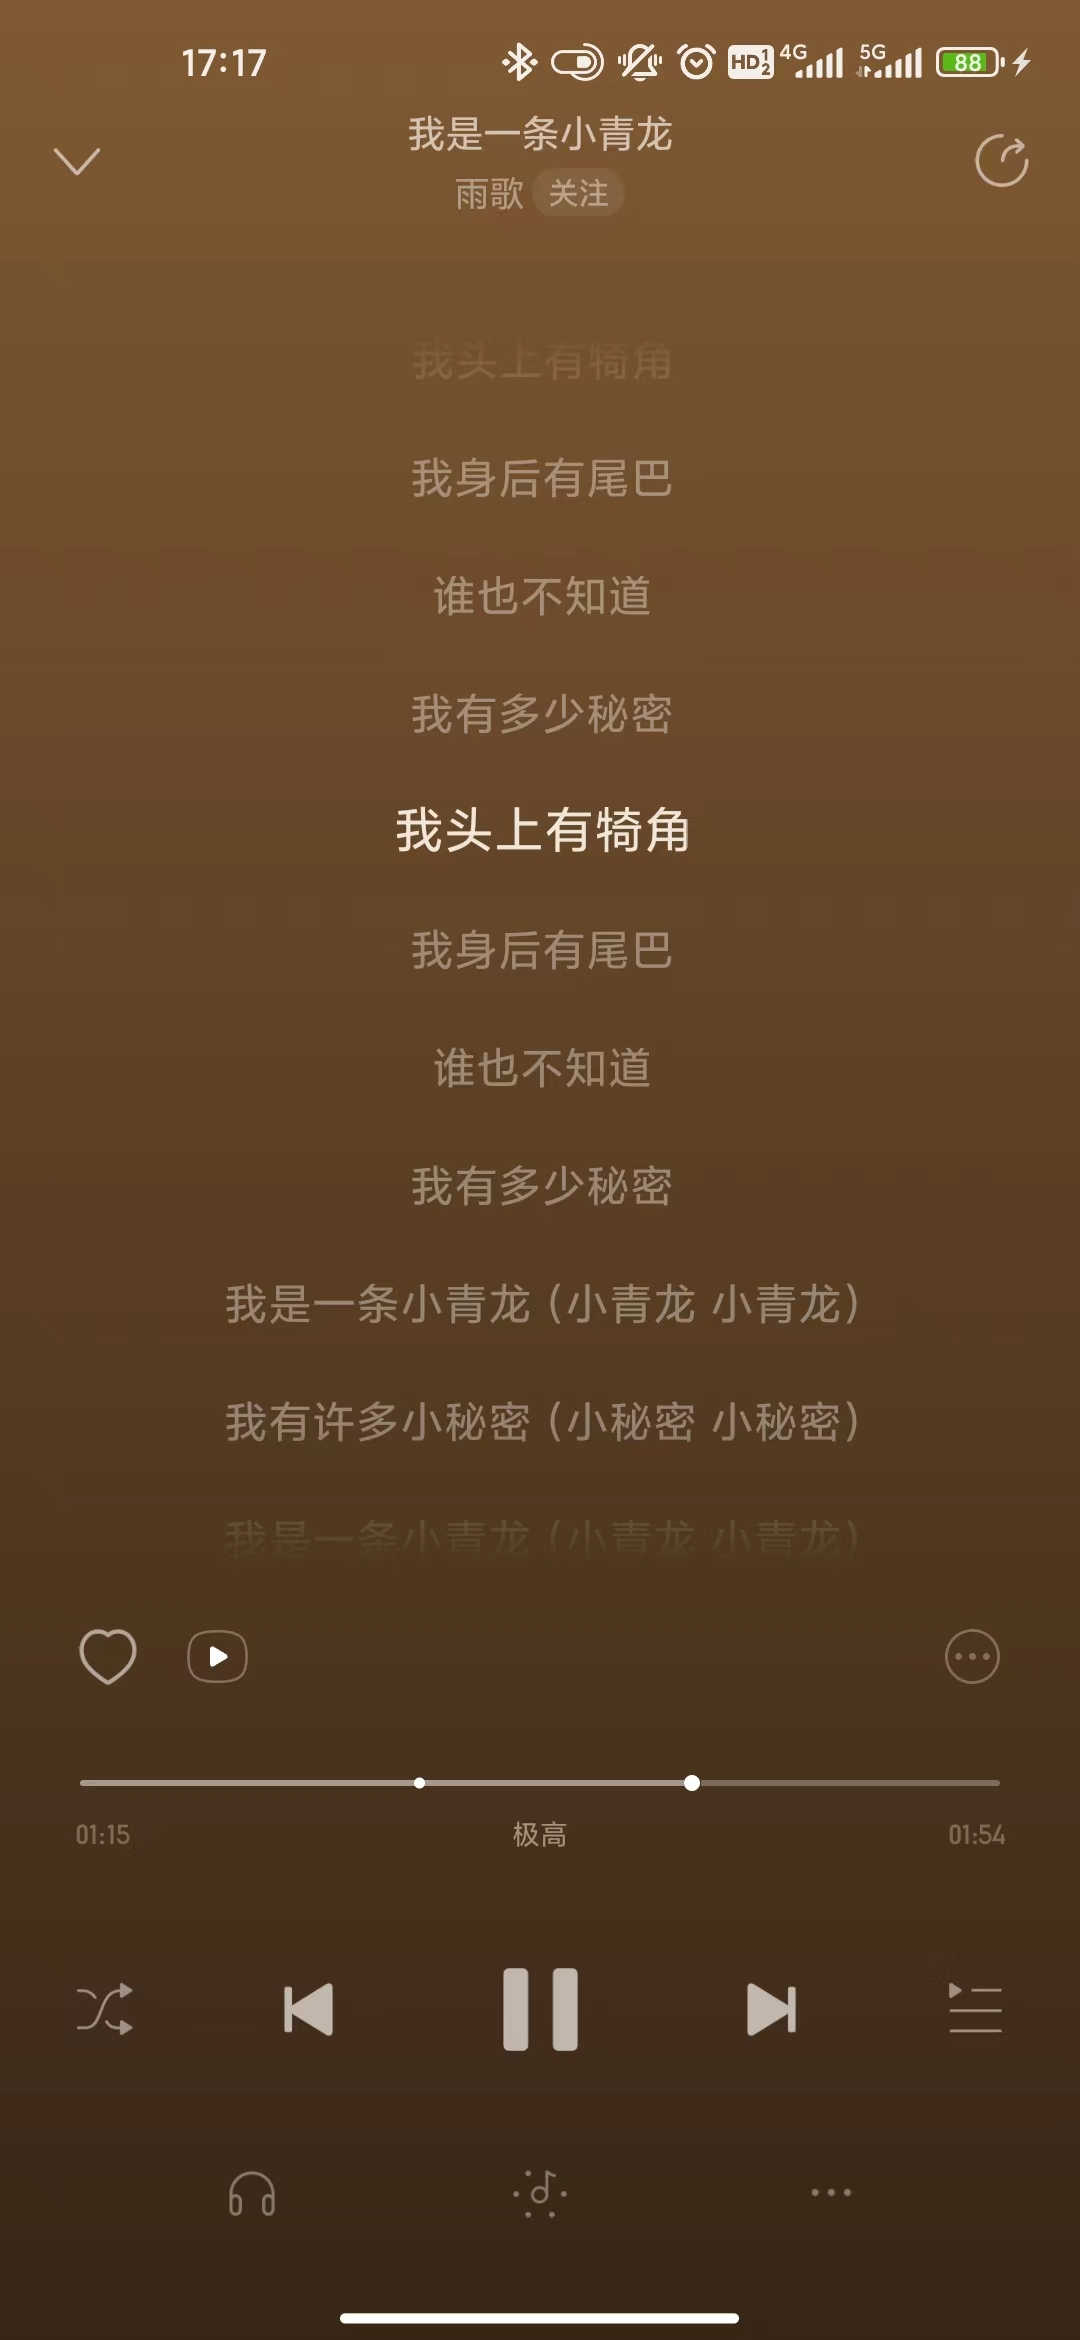 17:17
HD 1 2 4G 5G 88
我是一条小青龙
雨歌 关注
我头上有犄角
我身后有尾巴
谁也不知道
我有多少秘密
我头上有犄角
我身后有尾巴
谁也不知道
我有多少秘密
我是一条小青龙（小青龙 小青龙）
我有许多小秘密（小秘密 小秘密）
我是一条小青龙（小青龙 小青龙）
01:15 极高 01:54